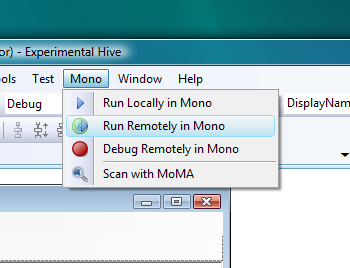 or) - Experimental Hive
ols Test Mono Window Help
Debug
DisplayNam
Run Locally in Mono
Run Remotely in Mono
Debug Remotely in Mono
Scan with MoMA